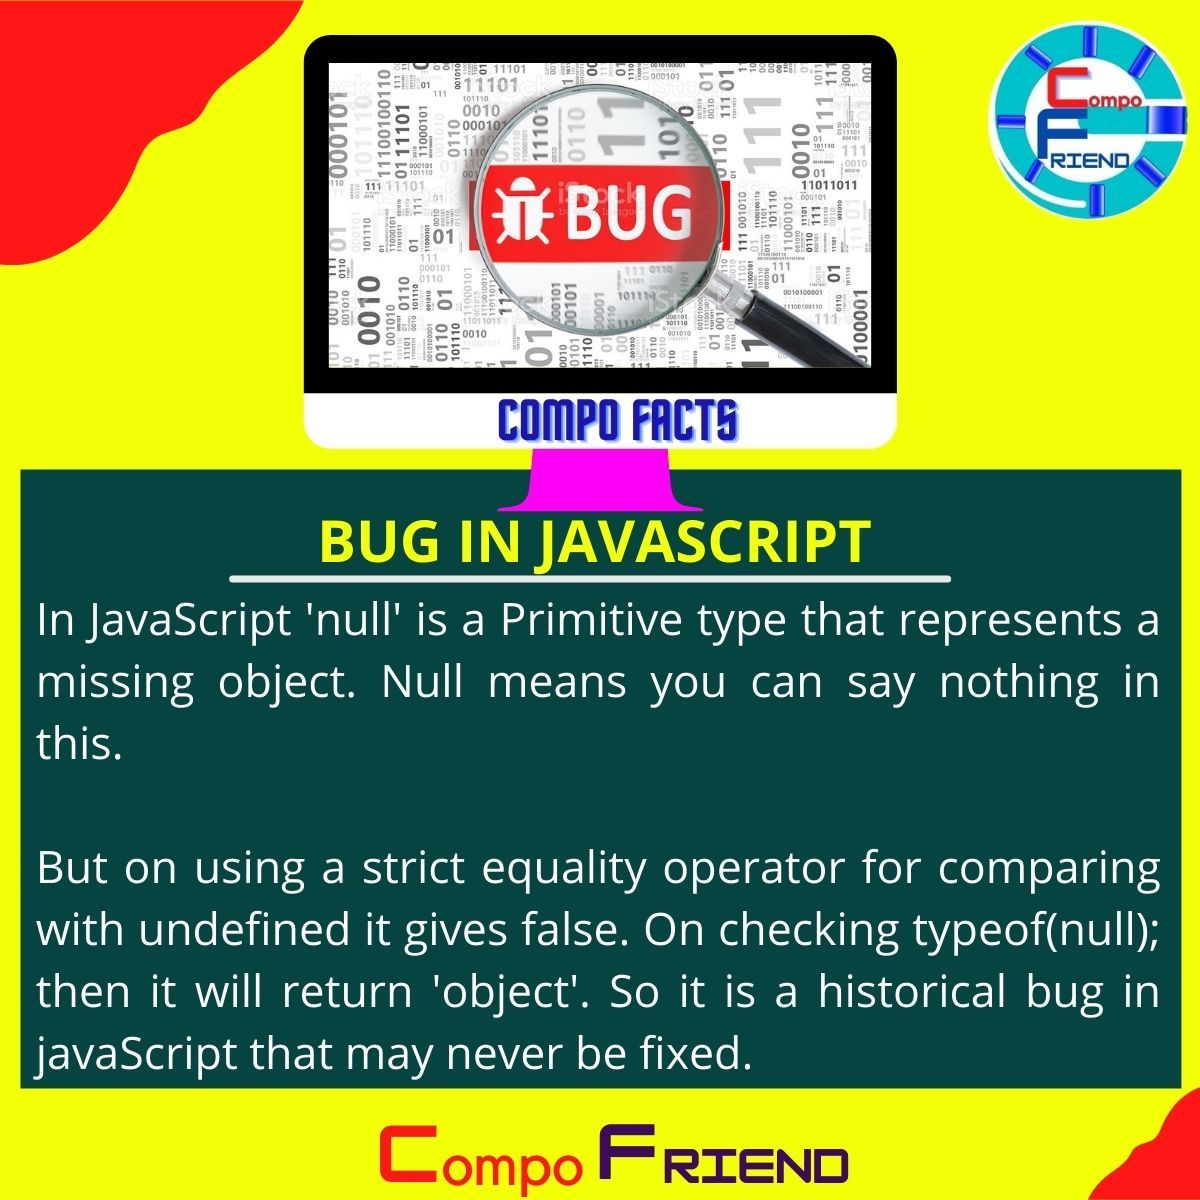 Compo
FRIEND
iStock
BUG
COMPO FACTS
BUG IN JAVASCRIPT
In JavaScript 'null' is a Primitive type that represents a
missing object. Null means you can say nothing in
this.
But on using a strict equality operator for comparing
with undefined it gives false. On checking typeof(null);
then it will return 'object'. So it is a historical bug in
javaScript that may never be fixed.
Compo FRIEND